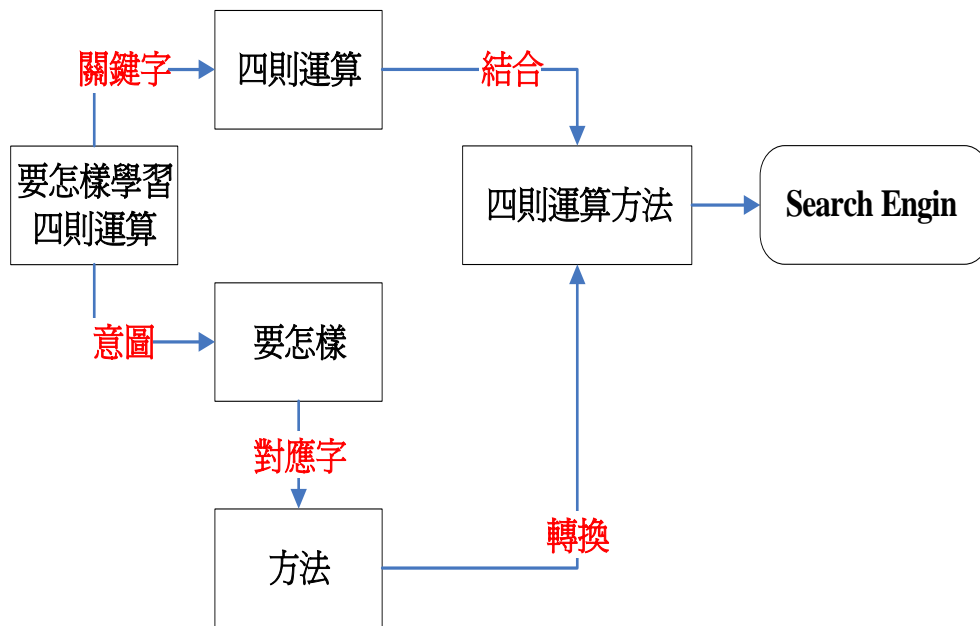 關鍵字
四則運算
結合
要怎樣學習
四則運算
四則運算方法
Search Engin
意圖
要怎樣
對應字
方法
轉換